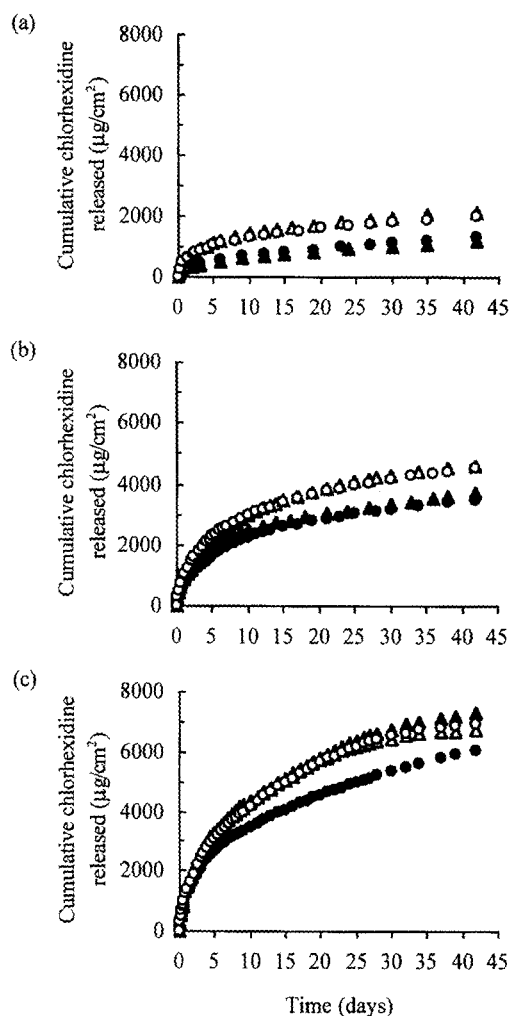 (a)
Cumulative chlorhexidine
released (µg/cm²)
8000
6000
4000
2000
0
0 5 10 15 20 25 30 35 40 45
(b)
Cumulative chlorhexidine
released (µg/cm²)
8000
6000
4000
2000
0
0 5 10 15 20 25 30 35 40 45
(c)
Cumulative chlorhexidine
released (µg/cm²)
8000
6000
4000
2000
0
0 5 10 15 20 25 30 35 40 45
Time (days)